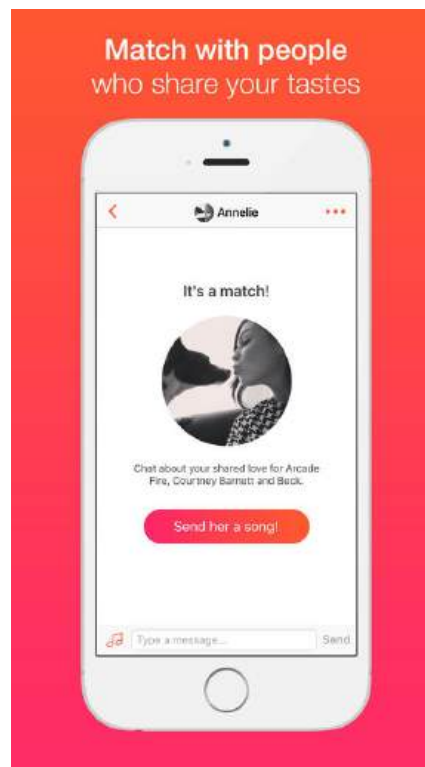 Match with people
who share your tastes
Annelie
It's a match!
Chat about your shared love for Arcade
Fire, Courtney Barnett and Beck.
Send her a song!
Type a message...
Send